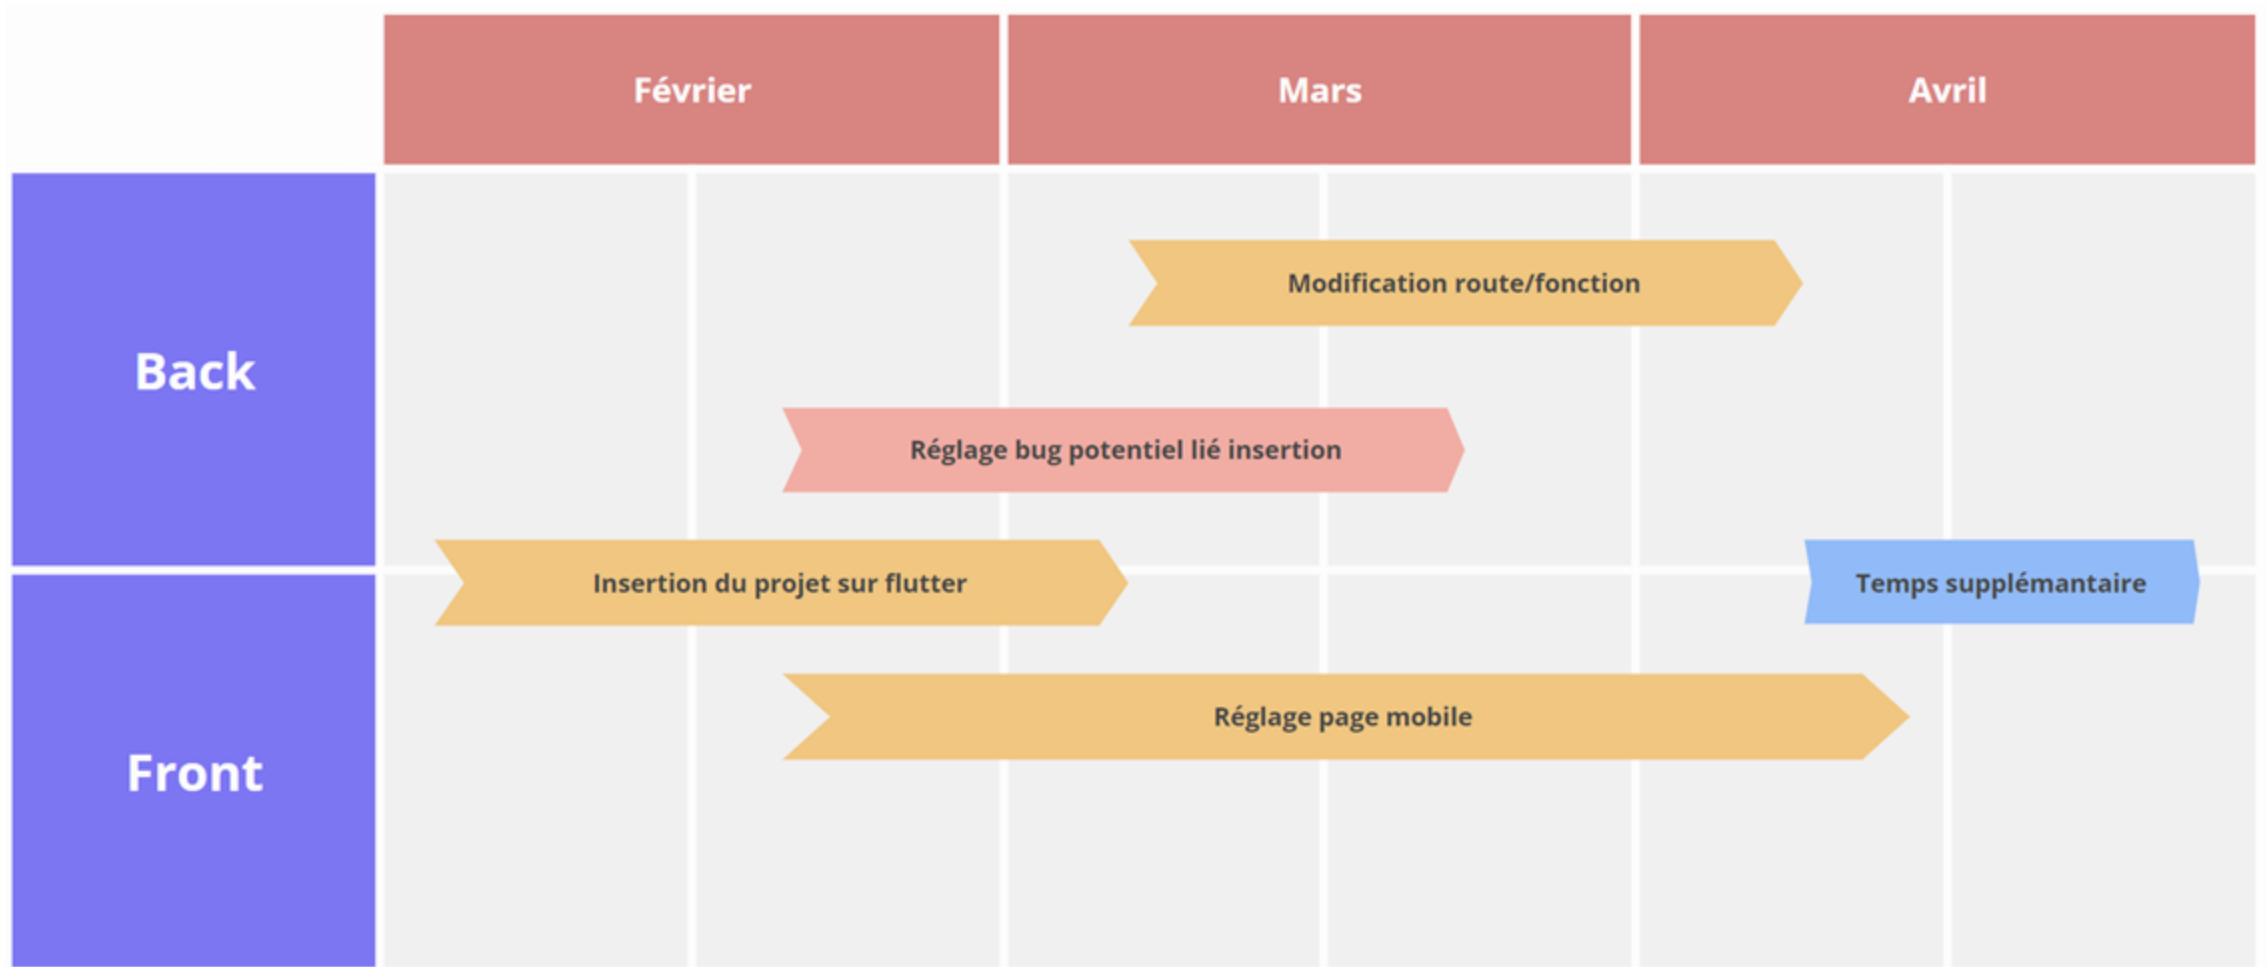 Février
Mars
Avril
Back
Modification route/fonction
Réglage bug potentiel lié insertion
Insertion du projet sur flutter
Temps supplémantaire
Front
Réglage page mobile